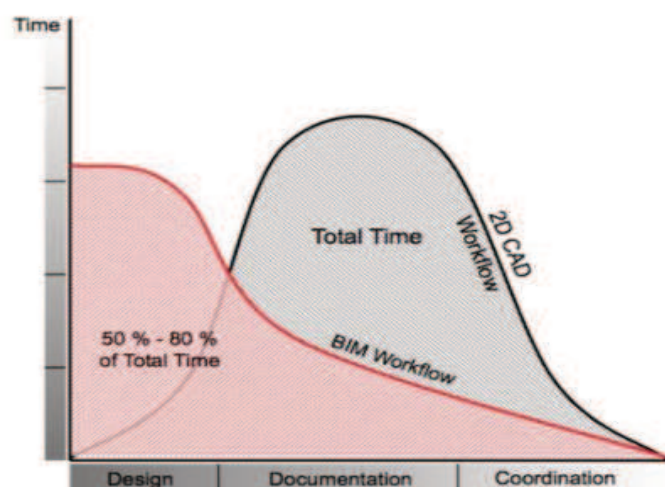 Time
Total Time
2D CAD
Workflow
50 % - 80 %
of Total Time
BIM Workflow
Design
Documentation
Coordination